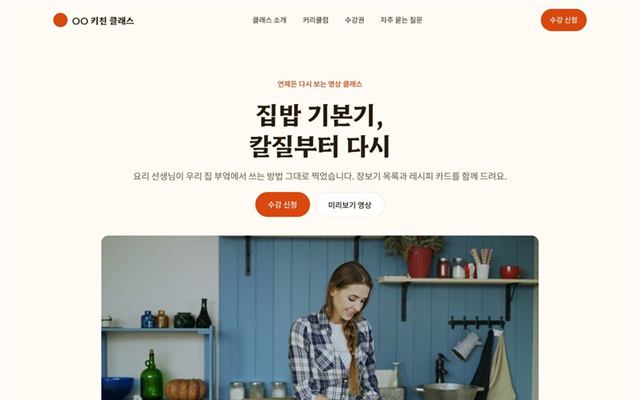 OO 키친 클래스
클래스 소개
커리큘럼
수강권
자주 묻는 질문
수강 신청
언제든 다시 보는 영상 클래스
집밥 기본기,
칼질부터 다시
요리 선생님이 우리 집 부엌에서 쓰는 방법 그대로 찍었습니다. 장보기 목록과 레시피 카드를 함께 드려요.
수강 신청
미리보기 영상